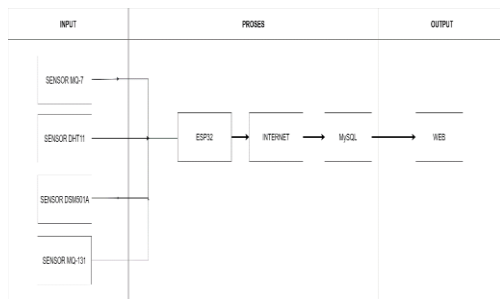 INPUT
PROSES
OUTPUT
SENSOR MQ-7
SENSOR DHT11
SENSOR DSM501A
SENSOR MQ-131
ESP32
INTERNET
MySQL
WEB